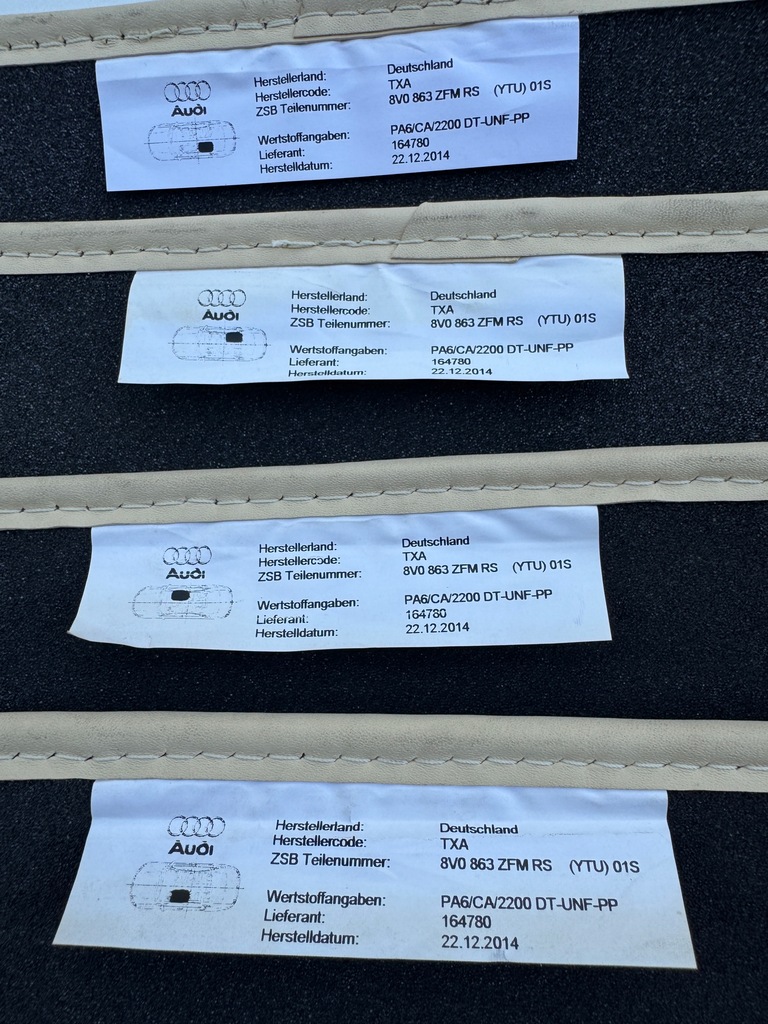 Audi
Herstellerland: Deutschland
Herstellercode: TXA
ZSB Teilenummer: 8V0 863 ZFM RS (YTU) 01S
Wertstoffangaben: PA6/CA/2200 DT-UNF-PP
Lieferant: 164780
Herstelldatum: 22.12.2014
Audi
Herstellerland: Deutschland
Herstellercode: TXA
ZSB Teilenummer: 8V0 863 ZFM RS (YTU) 01S
Wertstoffangaben: PA6/CA/2200 DT-UNF-PP
Lieferant: 164780
Herstelldatum: 22.12.2014
Audi
Herstellerland: Deutschland
Herstellercode: TXA
ZSB Teilenummer: 8V0 863 ZFM RS (YTU) 01S
Wertstoffangaben: PA6/CA/2200 DT-UNF-PP
Lieferant: 164780
Herstelldatum: 22.12.2014
Audi
Herstellerland: Deutschland
Herstellercode: TXA
ZSB Teilenummer: 8V0 863 ZFM RS (YTU) 01S
Wertstoffangaben: PA6/CA/2200 DT-UNF-PP
Lieferant: 164780
Herstelldatum: 22.12.2014